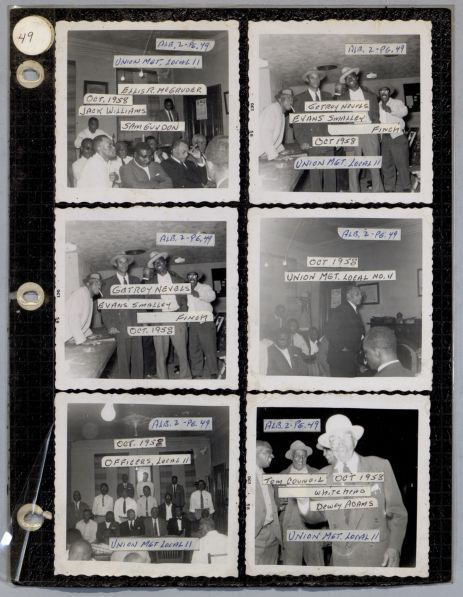 49
ALB. 2-PG. 49
UNION MGT. LOCAL 11
ELLIS R. MCGRUDER
OCT. 1958
JACK WILLIAMS
SAM GUYDON
ALB. 2-PG. 49
GETROY NEVELS
EVANS SMALLEY
FINCH
OCT 1958
UNION MGT. LOCAL 11
ALB. 2-PG. 49
GETROY NEVELS
EVANS SMALLEY
FINCH
OCT. 1958
ALB. 2-PG. 49
OCT 1958
UNION MGT. LOCAL NO. 11
ALB. 2-PG. 49
OCT. 1958
OFFICERS, LOCAL 11
UNION MGT. LOCAL 11
ALB. 2-PG. 49
TOM COUNCIL
OCT 1958
WHITEHEAD
DEWEY ADAMS
UNION MGT. LOCAL 11